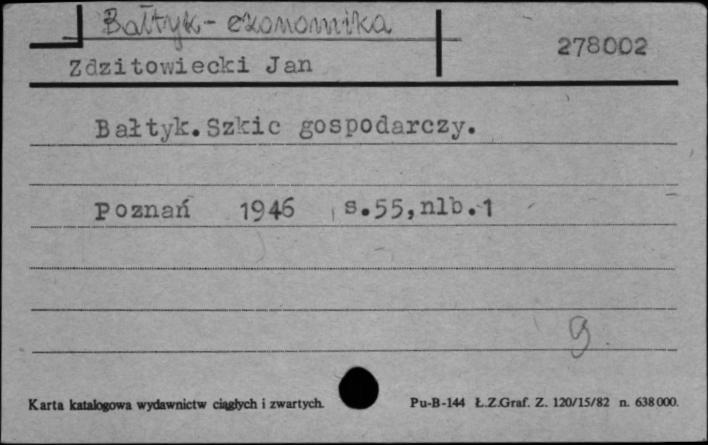 Bałtyk - ekonomika
278002
Zdzitowiecki Jan
Bałtyk.Szkic gospodarczy.
Poznań 1946 s.55,nlb.1
g
Karta katalogowa wydawnictw ciągłych i zwartych. Pu-B-144 Ł.Z.Graf. Z. 120/15/82 n. 638000.